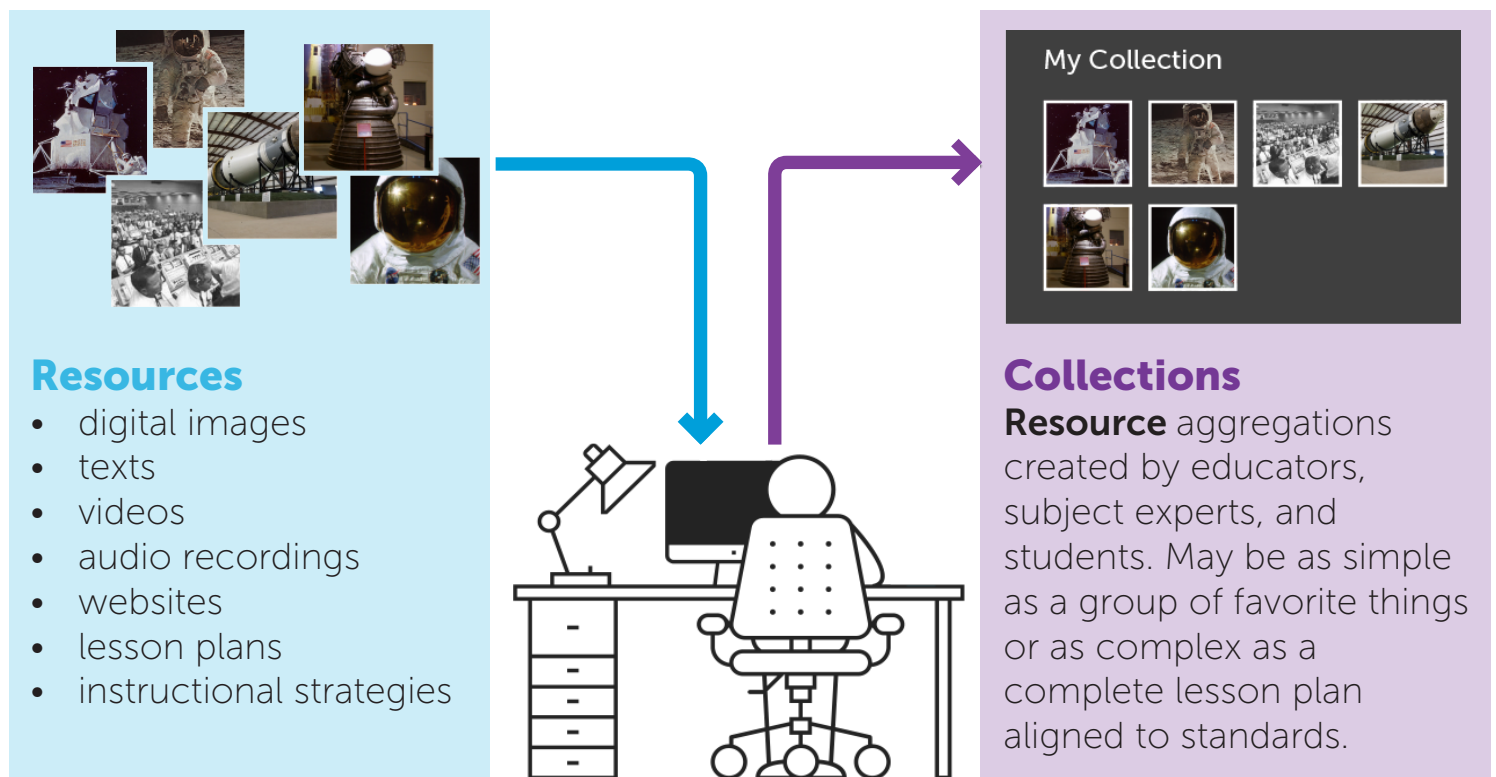 My Collection
Resources
• digital images
• texts
• videos
• audio recordings
• websites
• lesson plans
• instructional strategies
Collections
Resource aggregations
created by educators,
subject experts, and
students. May be as simple
as a group of favorite things
or as complex as a
complete lesson plan
aligned to standards.